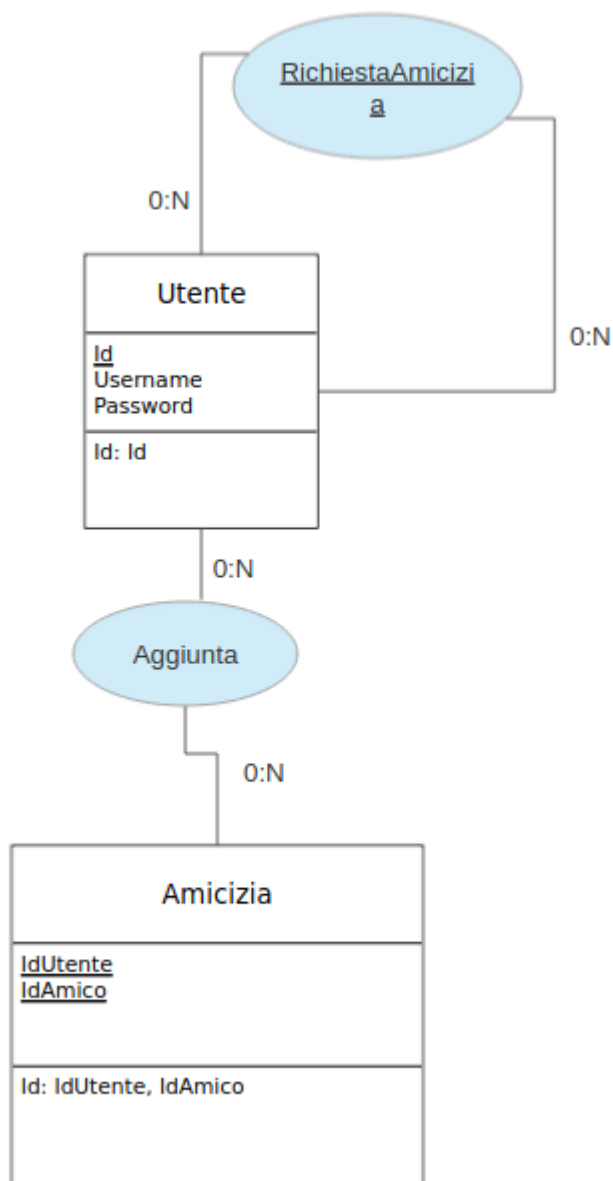 RichiestaAmicizi
a
0:N
Utente
0:N
Id
Username
Password
Id: Id
0:N
Aggiunta
0:N
Amicizia
IdUtente
IdAmico
Id: IdUtente, IdAmico